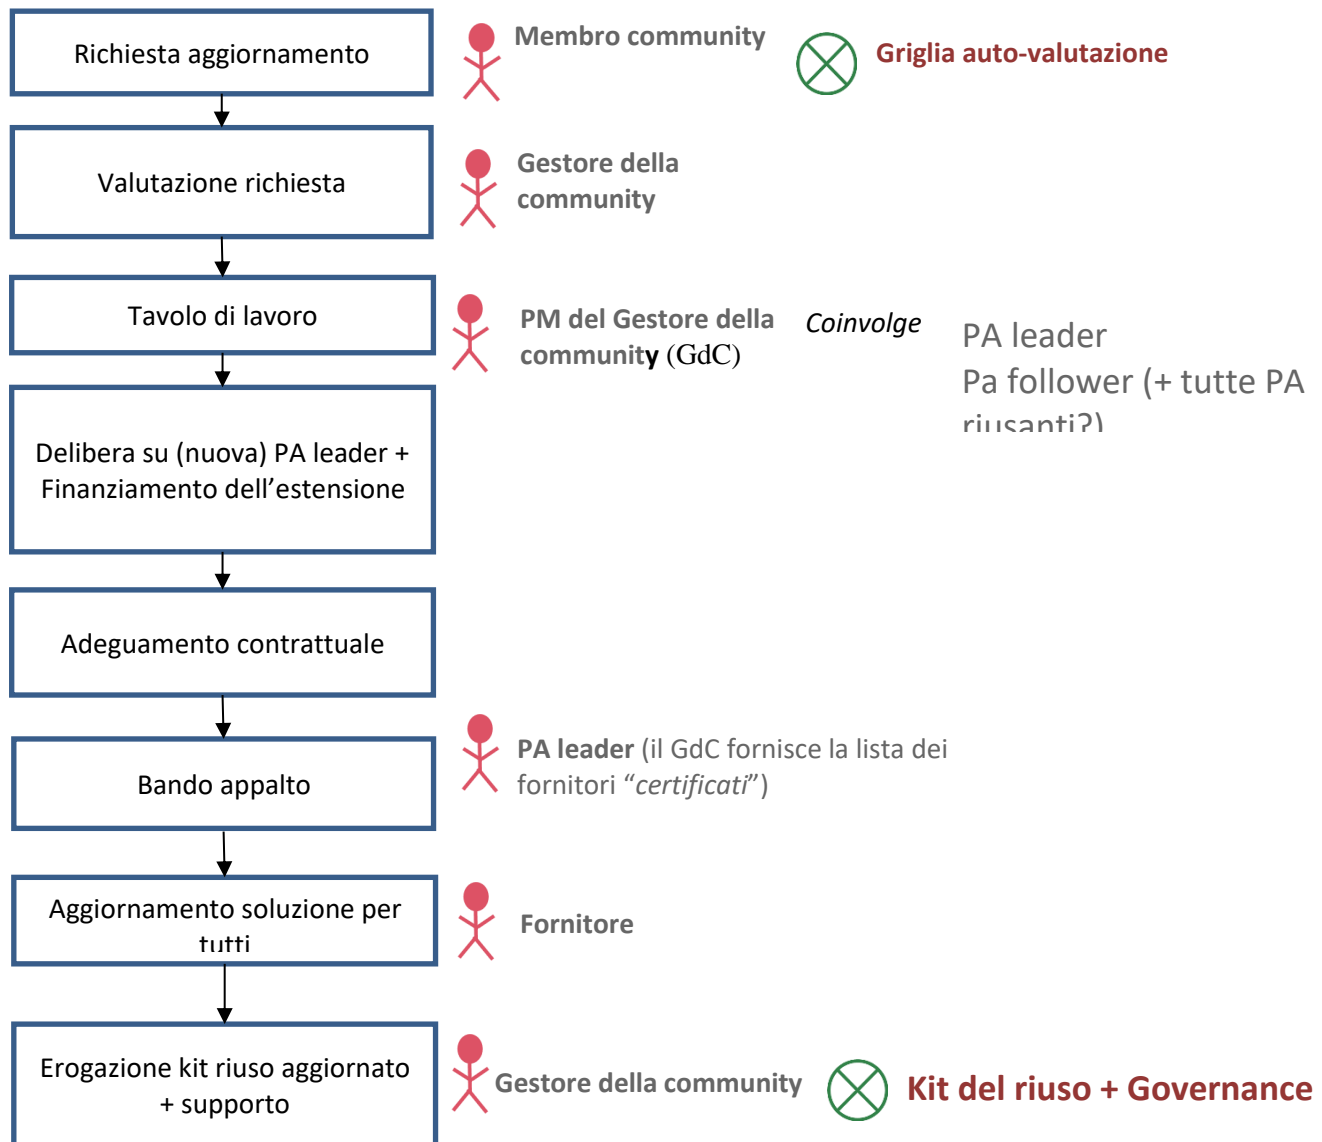 Richiesta aggiornamento
Membro community
Griglia auto-valutazione
Valutazione richiesta
Gestore della
community
Tavolo di lavoro
PM del Gestore della
community (GdC)
Coinvolge
PA leader
Pa follower (+ tutte PA
riusanti?)
Delibera su (nuova) PA leader +
Finanziamento dell’estensione
Adeguamento contrattuale
Bando appalto
PA leader (il GdC fornisce la lista dei
fornitori “certificati”)
Aggiornamento soluzione per
tutti
Fornitore
Erogazione kit riuso aggiornato
+ supporto
Gestore della community
Kit del riuso + Governance